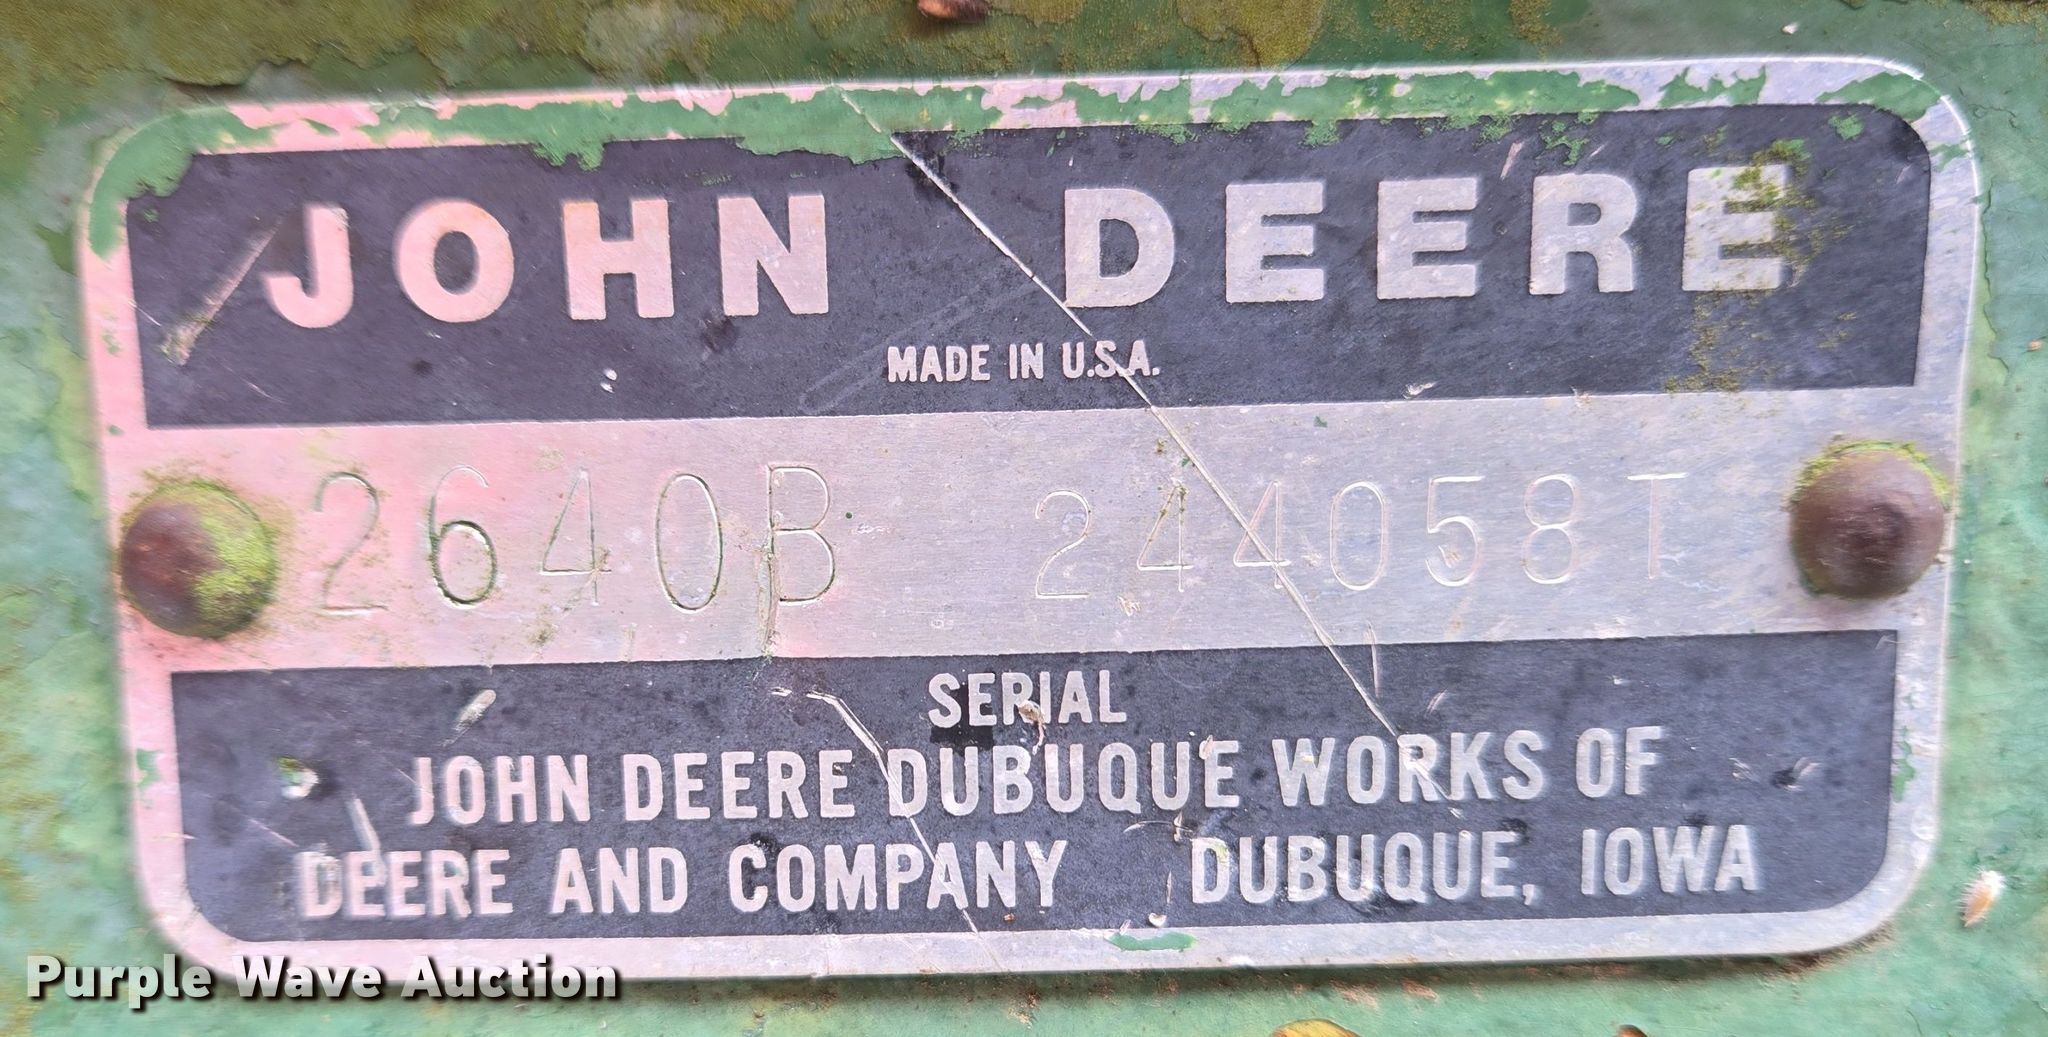 JOHN DEERE
MADE IN U.S.A.
2640B 244058T
SERIAL
JOHN DEERE DUBUQUE WORKS OF
DEERE AND COMPANY DUBUQUE, IOWA
Purple Wave Auction